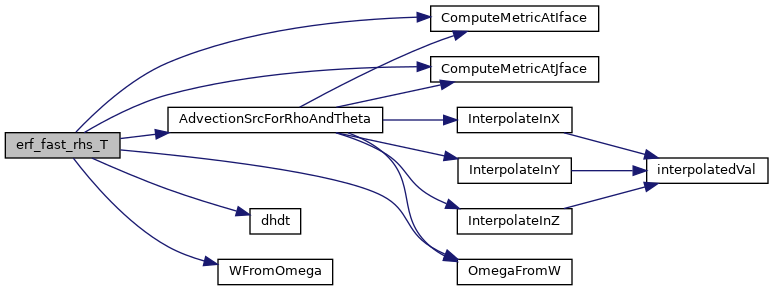 ComputeMetricAtIface
ComputeMetricAtJface
AdvectionSrcForRhoAndTheta
InterpolateInX
erf_fast_rhs_T
InterpolateInY
interpolatedVal
dhdt
InterpolateInZ
WFromOmega
OmegaFromW